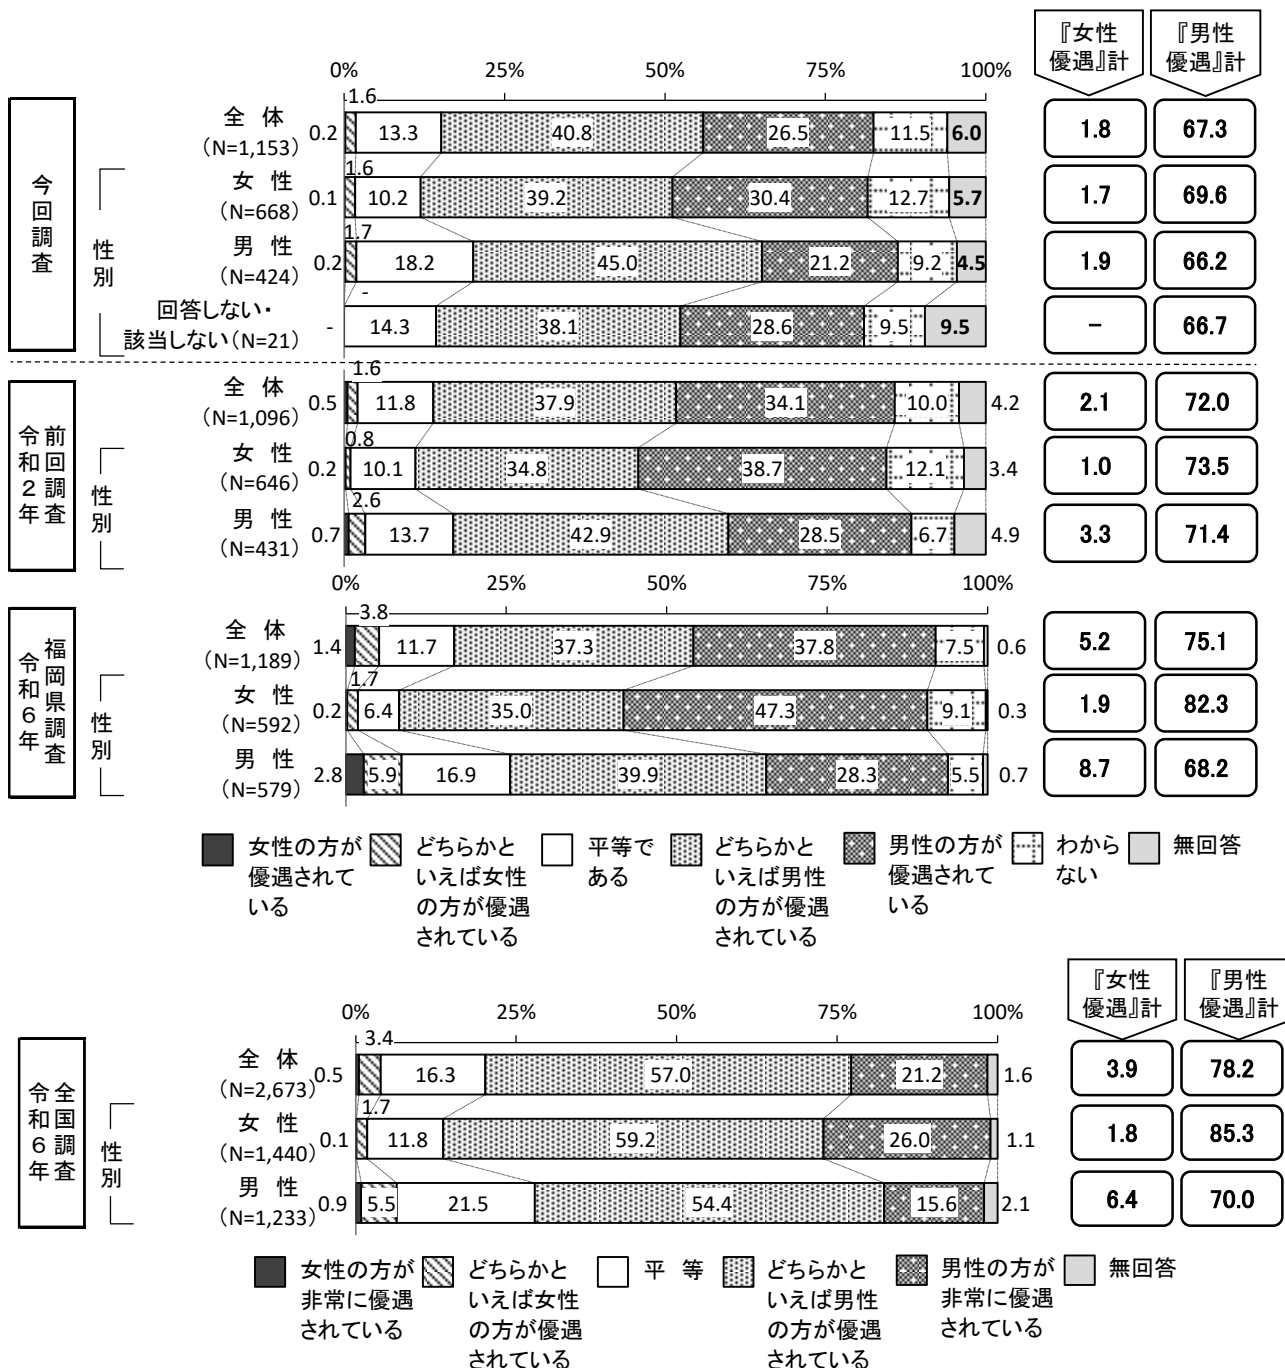 『女性
優遇』計
『男性
優遇』計
0% 25% 50% 75% 100%
今回調査
性別
1.6
全 体
(N=1,153)
0.2 13.3 40.8 26.5 11.5 6.0 1.8 67.3
1.6
女 性
(N=668)
0.1 10.2 39.2 30.4 12.7 5.7 1.7 69.6
1.7
男 性
(N=424)
0.2 18.2 45.0 21.2 9.2 4.5 1.9 66.2
-
回答しない・
該当しない(N=21)
- 14.3 38.1 28.6 9.5 9.5 - 66.7
前回調査
令和2年
性別
1.6
全 体
(N=1,096)
0.5 11.8 37.9 34.1 10.0 4.2 2.1 72.0
0.8
女 性
(N=646)
0.2 10.1 34.8 38.7 12.1 3.4 1.0 73.5
2.6
男 性
(N=431)
0.7 13.7 42.9 28.5 6.7 4.9 3.3 71.4
0% 25% 50% 75% 100%
福岡県調査
令和6年
性別
3.8
全 体
(N=1,189)
1.4 11.7 37.3 37.8 7.5 0.6 5.2 75.1
1.7
女 性
(N=592)
0.2 6.4 35.0 47.3 9.1 0.3 1.9 82.3
男 性
(N=579)
2.8 5.9 16.9 39.9 28.3 5.5 0.7 8.7 68.2
女性の方が
優遇されて
いる
どちらかと
いえば女性
の方が優遇
されている
平等で
ある
どちらかと
いえば男性
の方が優遇
されている
男性の方が
優遇されて
いる
わから
ない
無回答
『女性
優遇』計
『男性
優遇』計
0% 25% 50% 75% 100%
全国調査
令和6年
性別
3.4
全 体
(N=2,673)
0.5 16.3 57.0 21.2 1.6 3.9 78.2
1.7
女 性
(N=1,440)
0.1 11.8 59.2 26.0 1.1 1.8 85.3
男 性
(N=1,233)
0.9 5.5 21.5 54.4 15.6 2.1 6.4 70.0
女性の方が
非常に優遇
されている
どちらかと
いえば女性
の方が優遇
されている
平 等
どちらかと
いえば男性
の方が優遇
されている
男性の方が
非常に優遇
されている
無回答